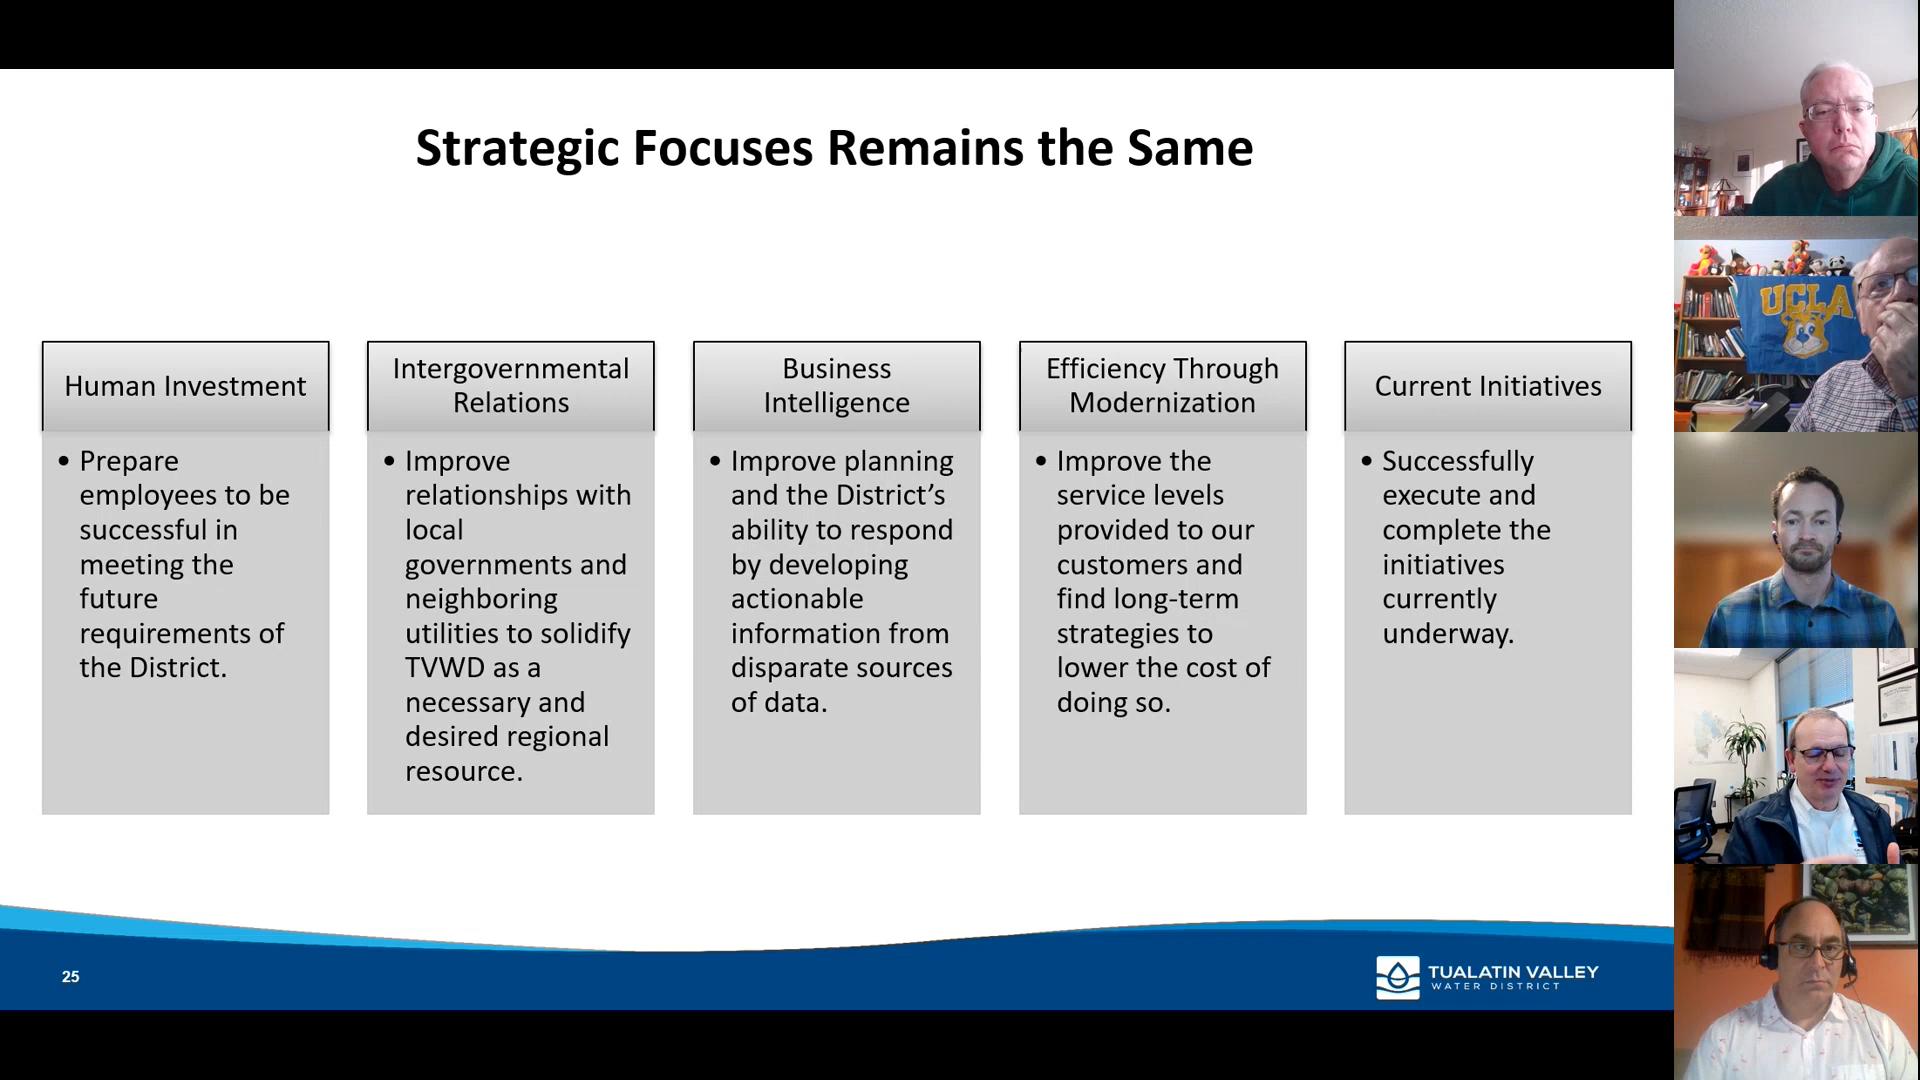 Strategic Focuses Remains the Same
Human Investment
• Prepare
employees to be
successful in
meeting the
future
requirements of
the District.
Intergovernmental
Relations
• Improve
relationships with
local
governments and
neighboring
utilities to solidify
TVWD as a
necessary and
desired regional
resource.
Business
Intelligence
• Improve planning
and the District’s
ability to respond
by developing
actionable
information from
disparate sources
of data.
Efficiency Through
Modernization
• Improve the
service levels
provided to our
customers and
find long-term
strategies to
lower the cost of
doing so.
Current Initiatives
• Successfully
execute and
complete the
initiatives
currently
underway.
25
TUALATIN VALLEY
WATER DISTRICT
UCLA